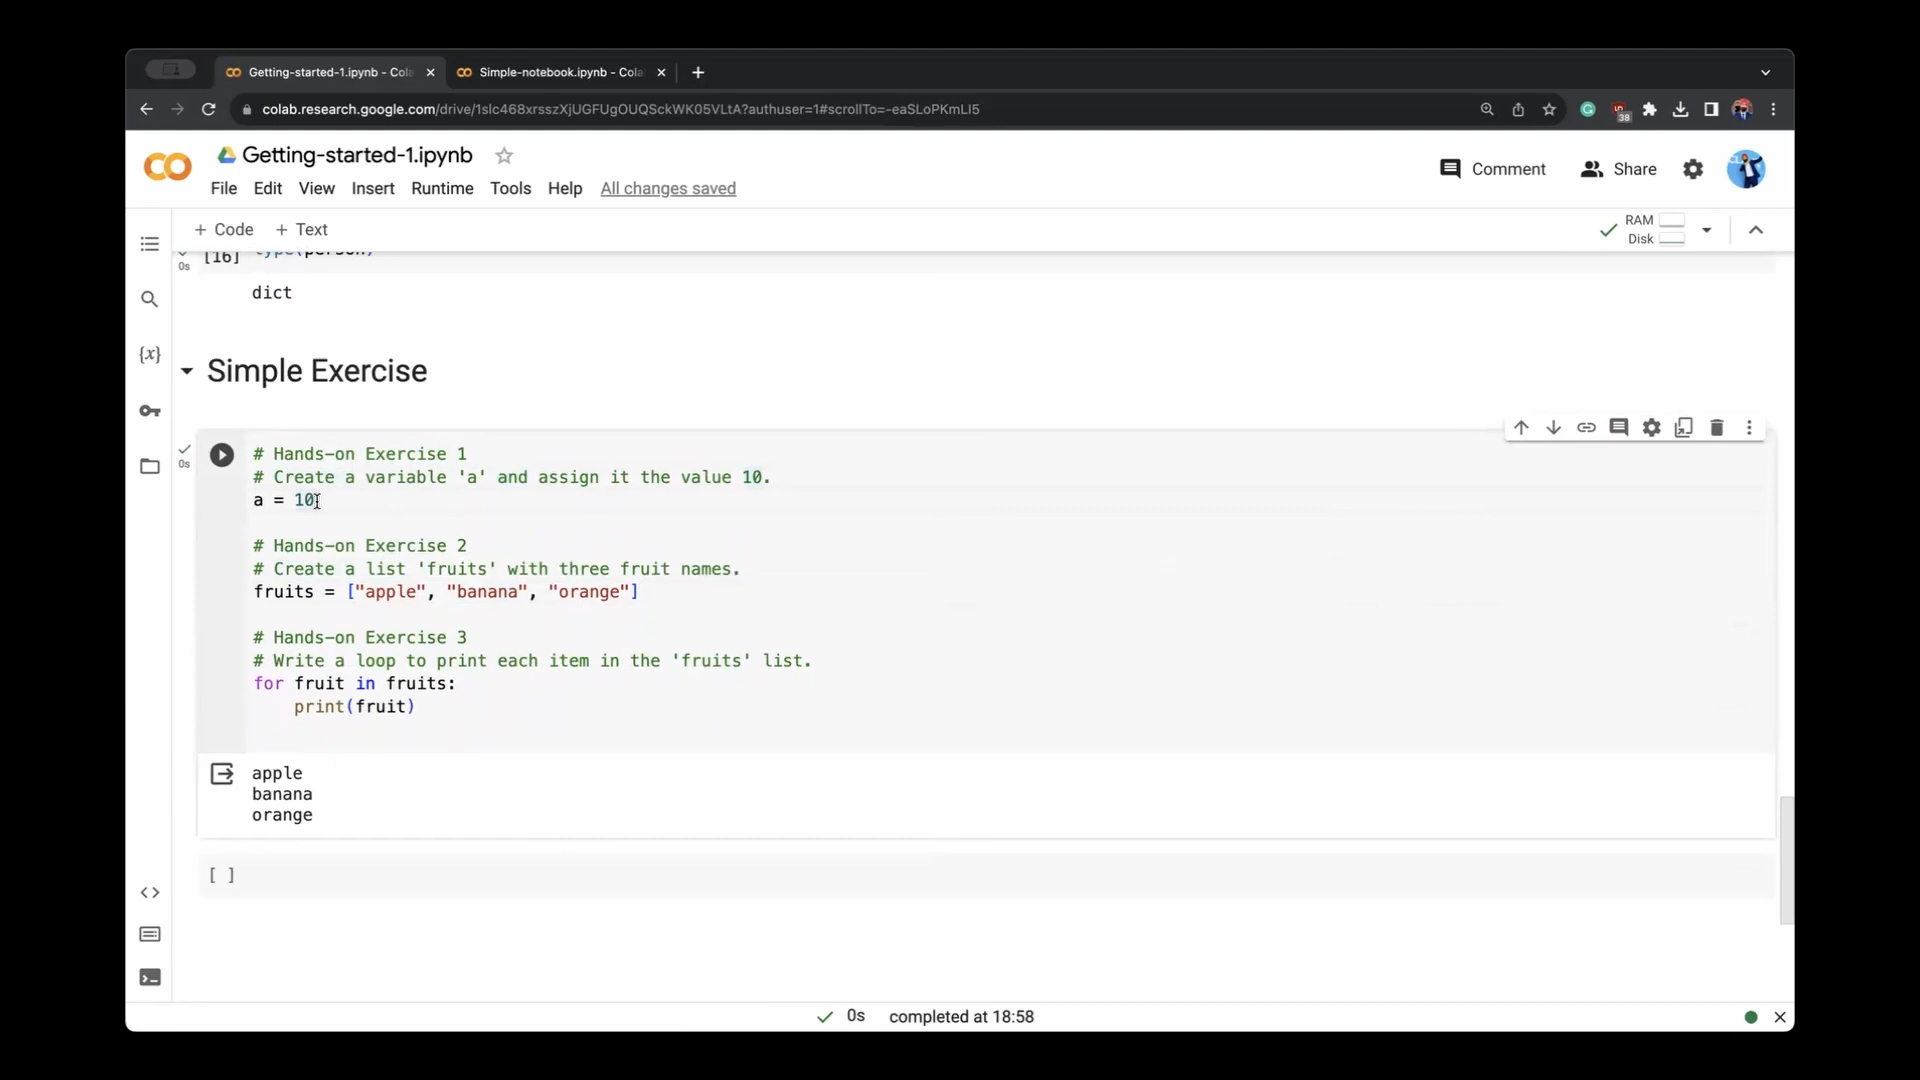 Getting-started-1.ipynb - Cola
Simple-notebook.ipynb - Cola
colab.research.google.com/drive/1slc468xrsszXjUGFUgOUQSckWK05VLtA?authuser=1#scrollTo=-eaSLoPKmLI5
38
Getting-started-1.ipynb
Comment
Share
File Edit View Insert Runtime Tools Help All changes saved
+ Code + Text
RAM
Disk
0s
[16] type(person)
dict
{x}
Simple Exercise
0s
# Hands-on Exercise 1
# Create a variable 'a' and assign it the value 10.
a = 10
# Hands-on Exercise 2
# Create a list 'fruits' with three fruit names.
fruits = ["apple", "banana", "orange"]
# Hands-on Exercise 3
# Write a loop to print each item in the 'fruits' list.
for fruit in fruits:
    print(fruit)
apple
banana
orange
[ ]
0s completed at 18:58